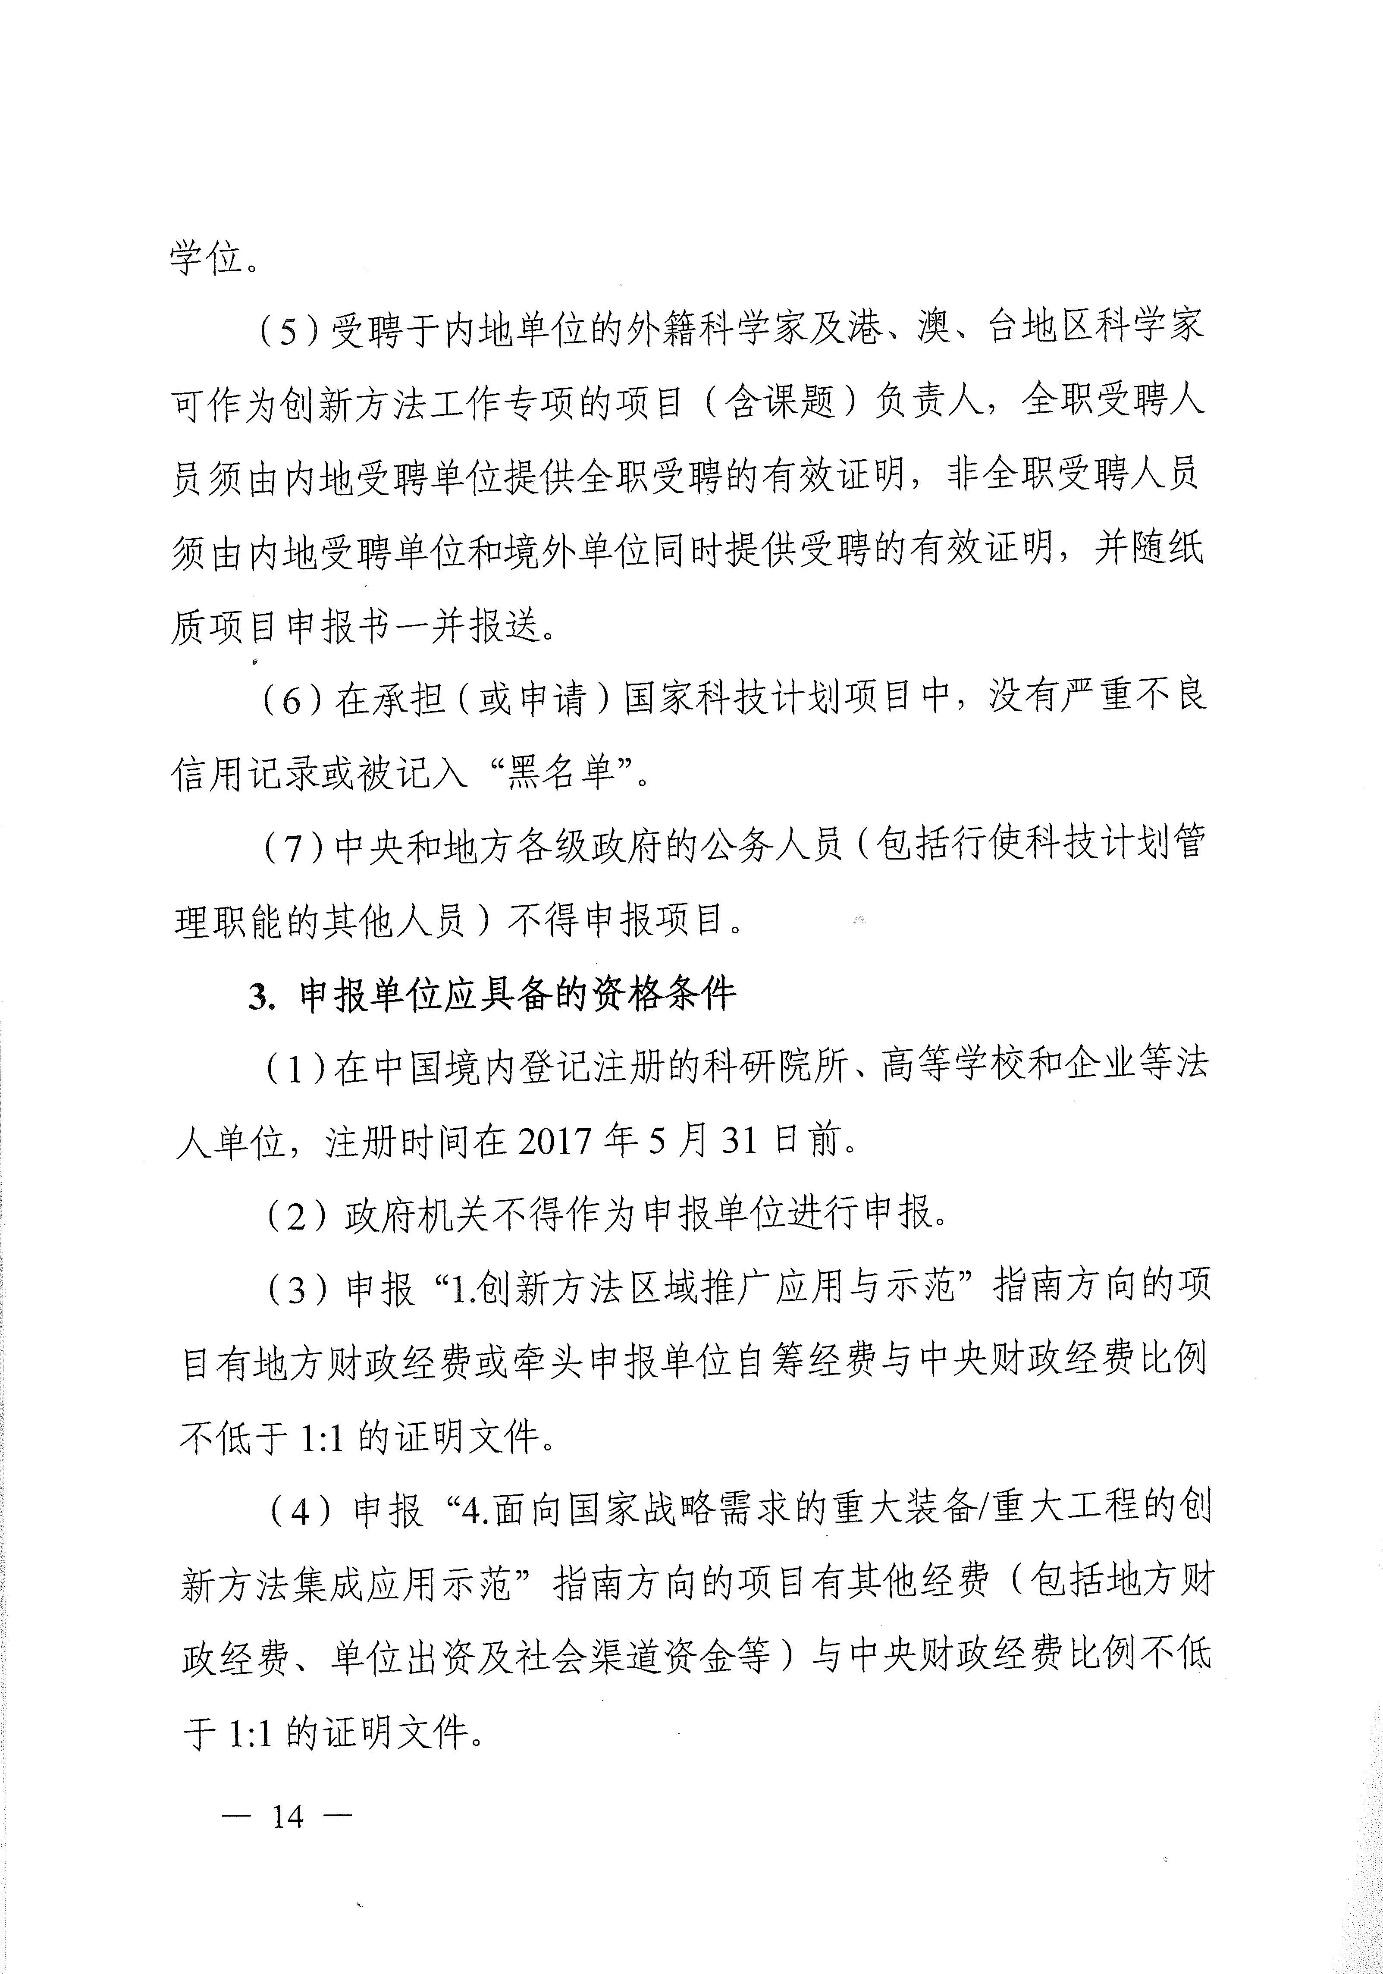 学位。
（5）受聘于内地单位的外籍科学家及港、澳、台地区科学家
可作为创新方法工作专项的项目（含课题）负责人，全职受聘人
员须由内地受聘单位提供全职受聘的有效证明，非全职受聘人员
须由内地受聘单位和境外单位同时提供受聘的有效证明，并随纸
质项目申报书一并报送。
（6）在承担（或申请）国家科技计划项目中，没有严重不良
信用记录或被记入“黑名单”。
（7）中央和地方各级政府的公务人员（包括行使科技计划管
理职能的其他人员）不得申报项目。
3. 申报单位应具备的资格条件
（1）在中国境内登记注册的科研院所、高等学校和企业等法
人单位，注册时间在 2017 年 5 月 31 日前。
（2）政府机关不得作为申报单位进行申报。
（3）申报“1.创新方法区域推广应用与示范”指南方向的项
目有地方财政经费或牵头申报单位自筹经费与中央财政经费比例
不低于 1:1 的证明文件。
（4）申报“4.面向国家战略需求的重大装备/重大工程的创
新方法集成应用示范”指南方向的项目有其他经费（包括地方财
政经费、单位出资及社会渠道资金等）与中央财政经费比例不低
于 1:1 的证明文件。
— 14 —